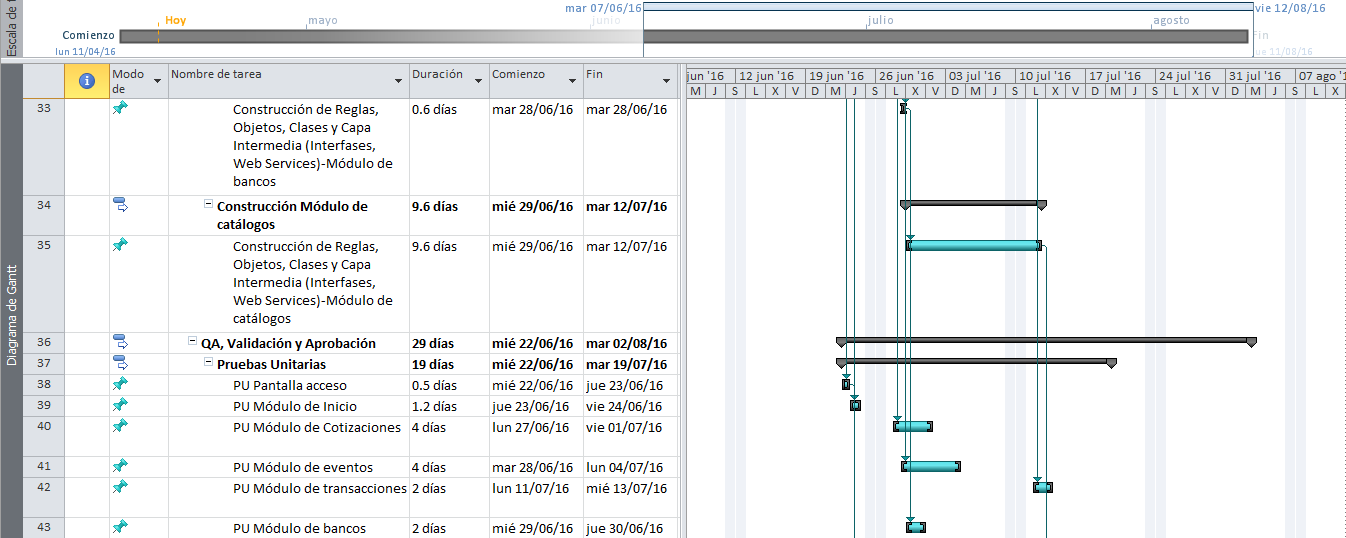 Escala de t
mar 07/06/16
vie 12/08/16
Hoy
mayo
junio
julio
agosto
Comienzo
Fin
lun 11/04/16
jue 11/08/16
Diagrama de Gantt
Modo de
Nombre de tarea
Duración
Comienzo
Fin
jun '16
12 jun '16
19 jun '16
26 jun '16
03 jul '16
10 jul '16
17 jul '16
24 jul '16
31 jul '16
07 ago '1
M J S L X V D M J S L X V D M J S L X V D M J S L X V D M J S L X
33
Construcción de Reglas,
Objetos, Clases y Capa
Intermedia (Interfases,
Web Services)-Módulo de
bancos
0.6 días
mar 28/06/16
mar 28/06/16
34
Construcción Módulo de
catálogos
9.6 días
mié 29/06/16
mar 12/07/16
35
Construcción de Reglas,
Objetos, Clases y Capa
Intermedia (Interfases,
Web Services)-Módulo de
catálogos
9.6 días
mié 29/06/16
mar 12/07/16
36
QA, Validación y Aprobación
29 días
mié 22/06/16
mar 02/08/16
37
Pruebas Unitarias
19 días
mié 22/06/16
mar 19/07/16
38
PU Pantalla acceso
0.5 días
mié 22/06/16
jue 23/06/16
39
PU Módulo de Inicio
1.2 días
jue 23/06/16
vie 24/06/16
40
PU Módulo de Cotizaciones
4 días
lun 27/06/16
vie 01/07/16
41
PU Módulo de eventos
4 días
mar 28/06/16
lun 04/07/16
42
PU Módulo de transacciones
2 días
lun 11/07/16
mié 13/07/16
43
PU Módulo de bancos
2 días
mié 29/06/16
jue 30/06/16